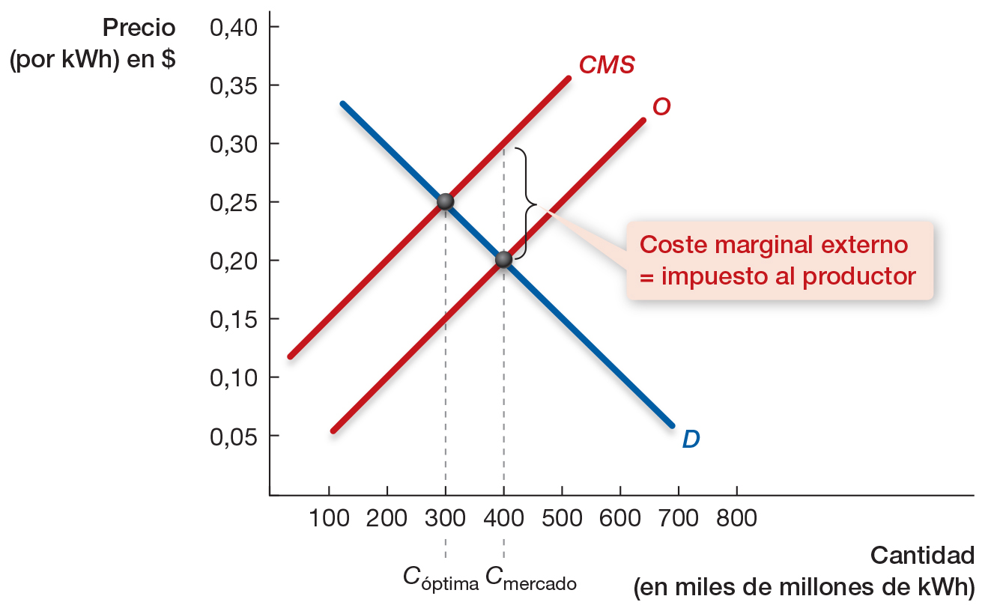 Precio
(por kWh) en $
0,40
0,35
0,30
0,25
0,20
0,15
0,10
0,05
CMS
O
Coste marginal externo
= impuesto al productor
D
100 200 300 400 500 600 700 800
Cóptima Cmercado
Cantidad
(en miles de millones de kWh)